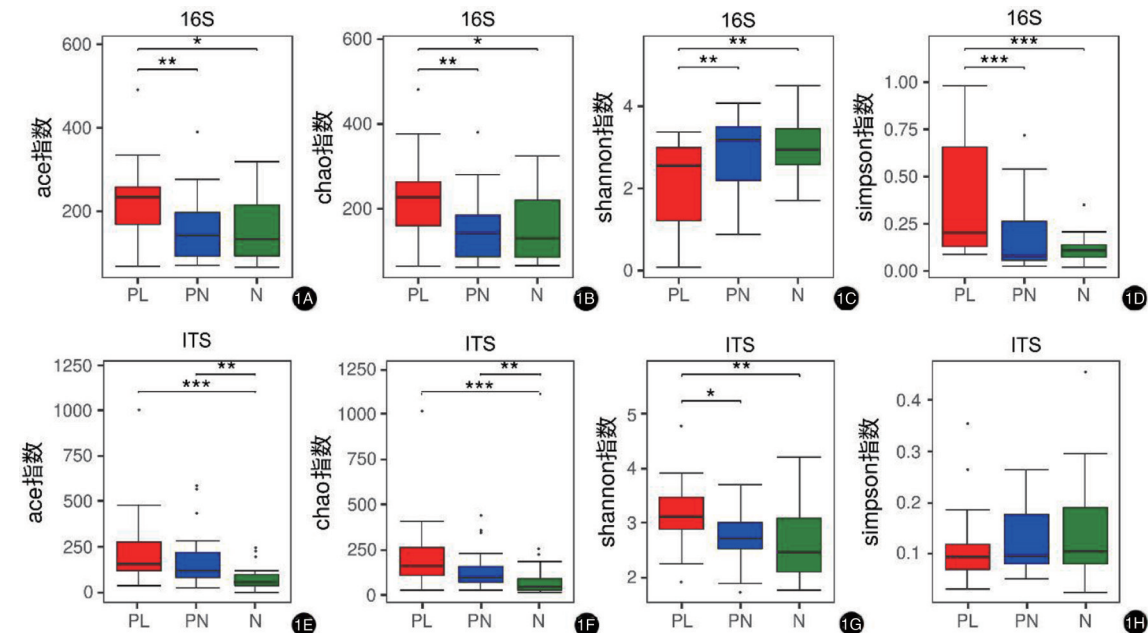 16S
ace指数
600
400
200
*
**
PL PN N
1A
16S
chao指数
600
400
200
*
**
PL PN N
1B
16S
shannon指数
4
2
0
**
**
PL PN N
1C
16S
simpson指数
1.00
0.75
0.50
0.25
0.00
***
***
PL PN N
1D
ITS
ace指数
1250
1000
750
500
250
0
**
***
PL PN N
1E
ITS
chao指数
1250
1000
750
500
250
0
**
***
PL PN N
1F
ITS
shannon指数
5
4
3
2
**
*
PL PN N
1G
ITS
simpson指数
0.4
0.3
0.2
0.1
PL PN N
1H